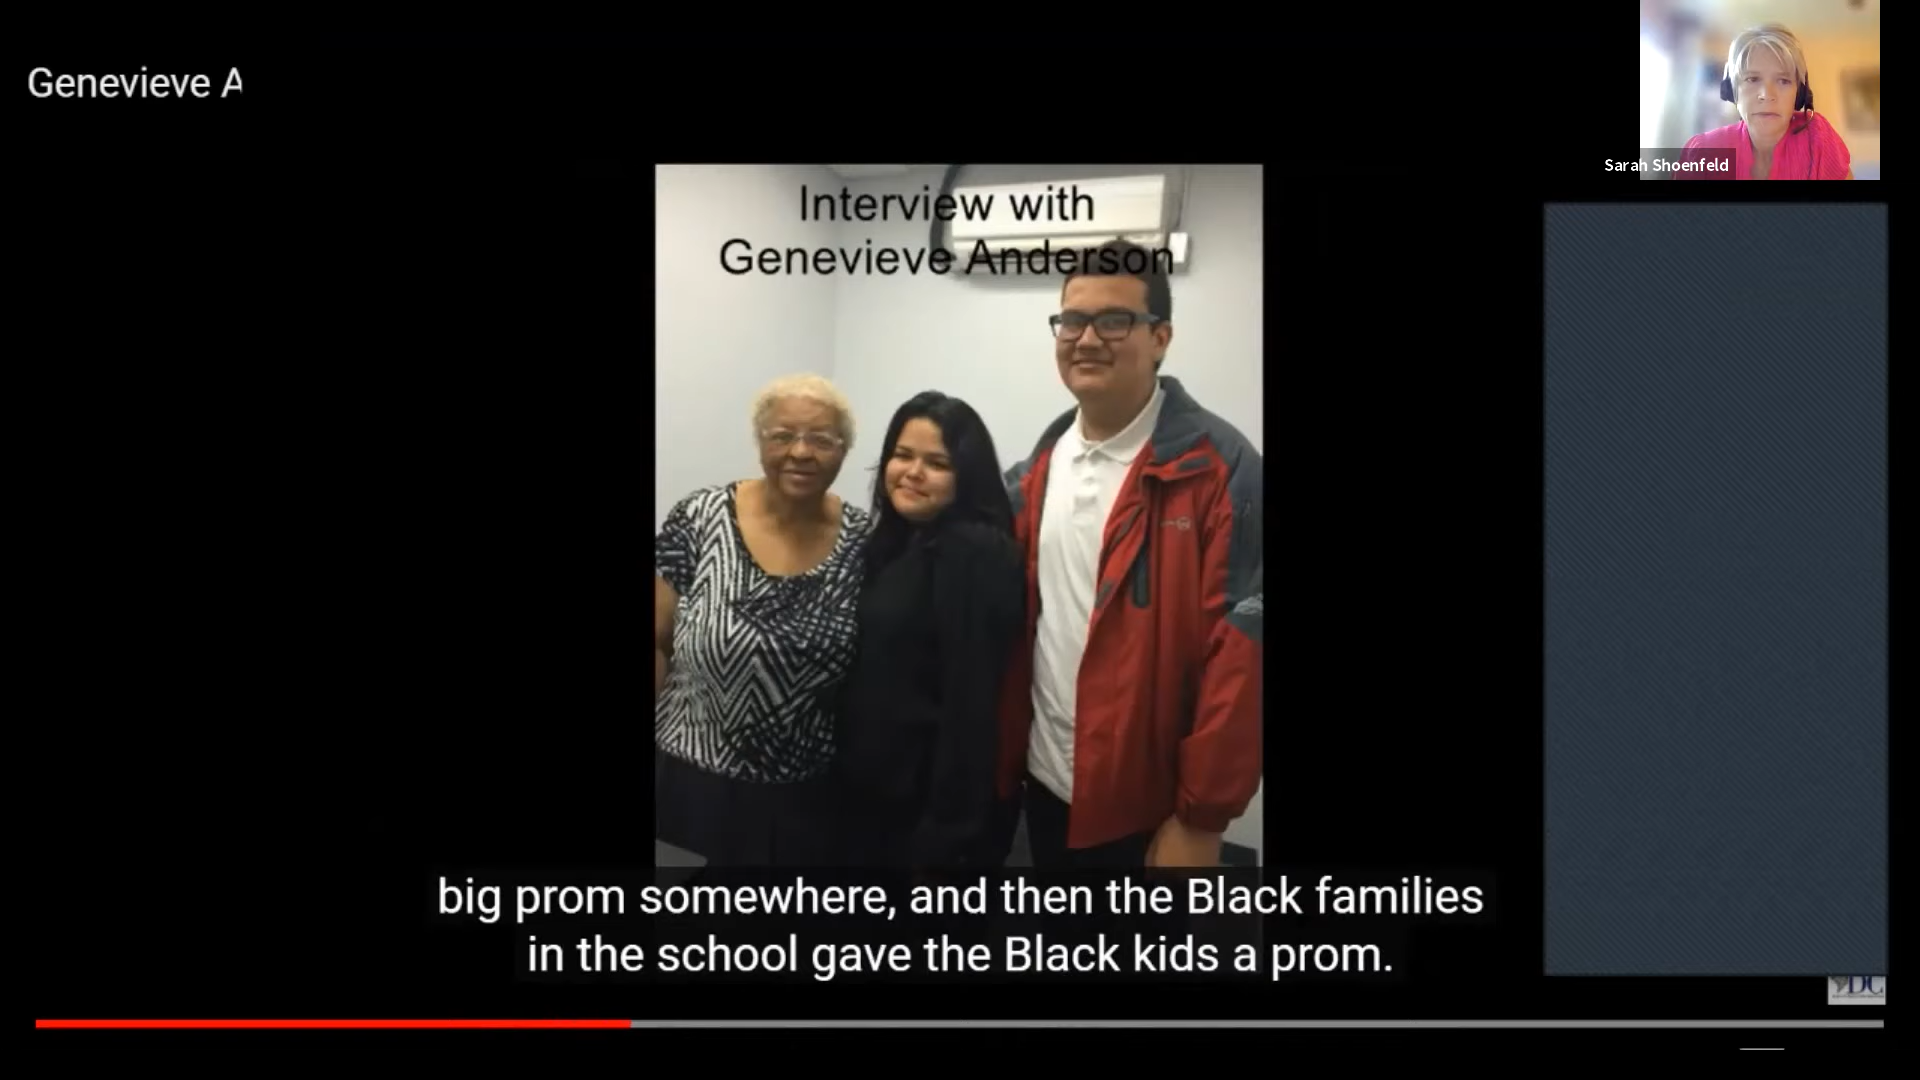 Genevieve A
Sarah Shoenfeld
Interview with
Genevieve Anderson
big prom somewhere, and then the Black families
in the school gave the Black kids a prom.
DC